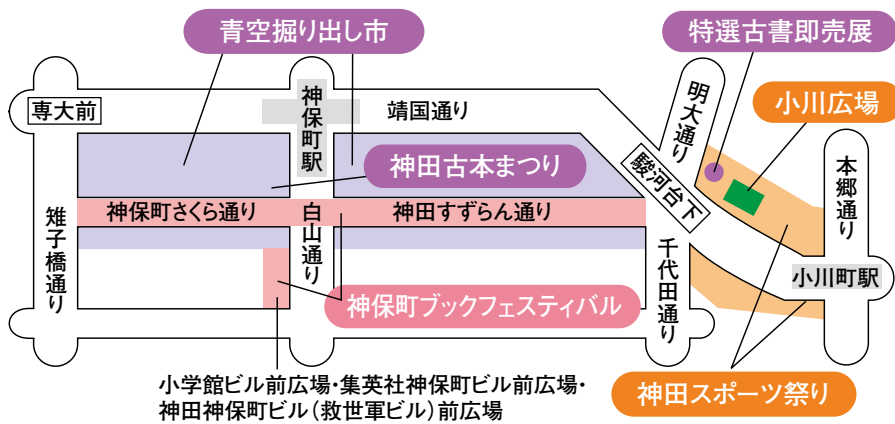 青空掘り出し市
特選古書即売展
小川広場
専大前
神保町駅
靖国通り
明大通り
本郷通り
神田古本まつり
駿河台下
神保町さくら通り
白山通り
神田すずらん通り
雉子橋通り
千代田通り
小川町駅
神保町ブックフェスティバル
小学館ビル前広場・集英社神保町ビル前広場・
神田神保町ビル（救世軍ビル）前広場
神田スポーツ祭り